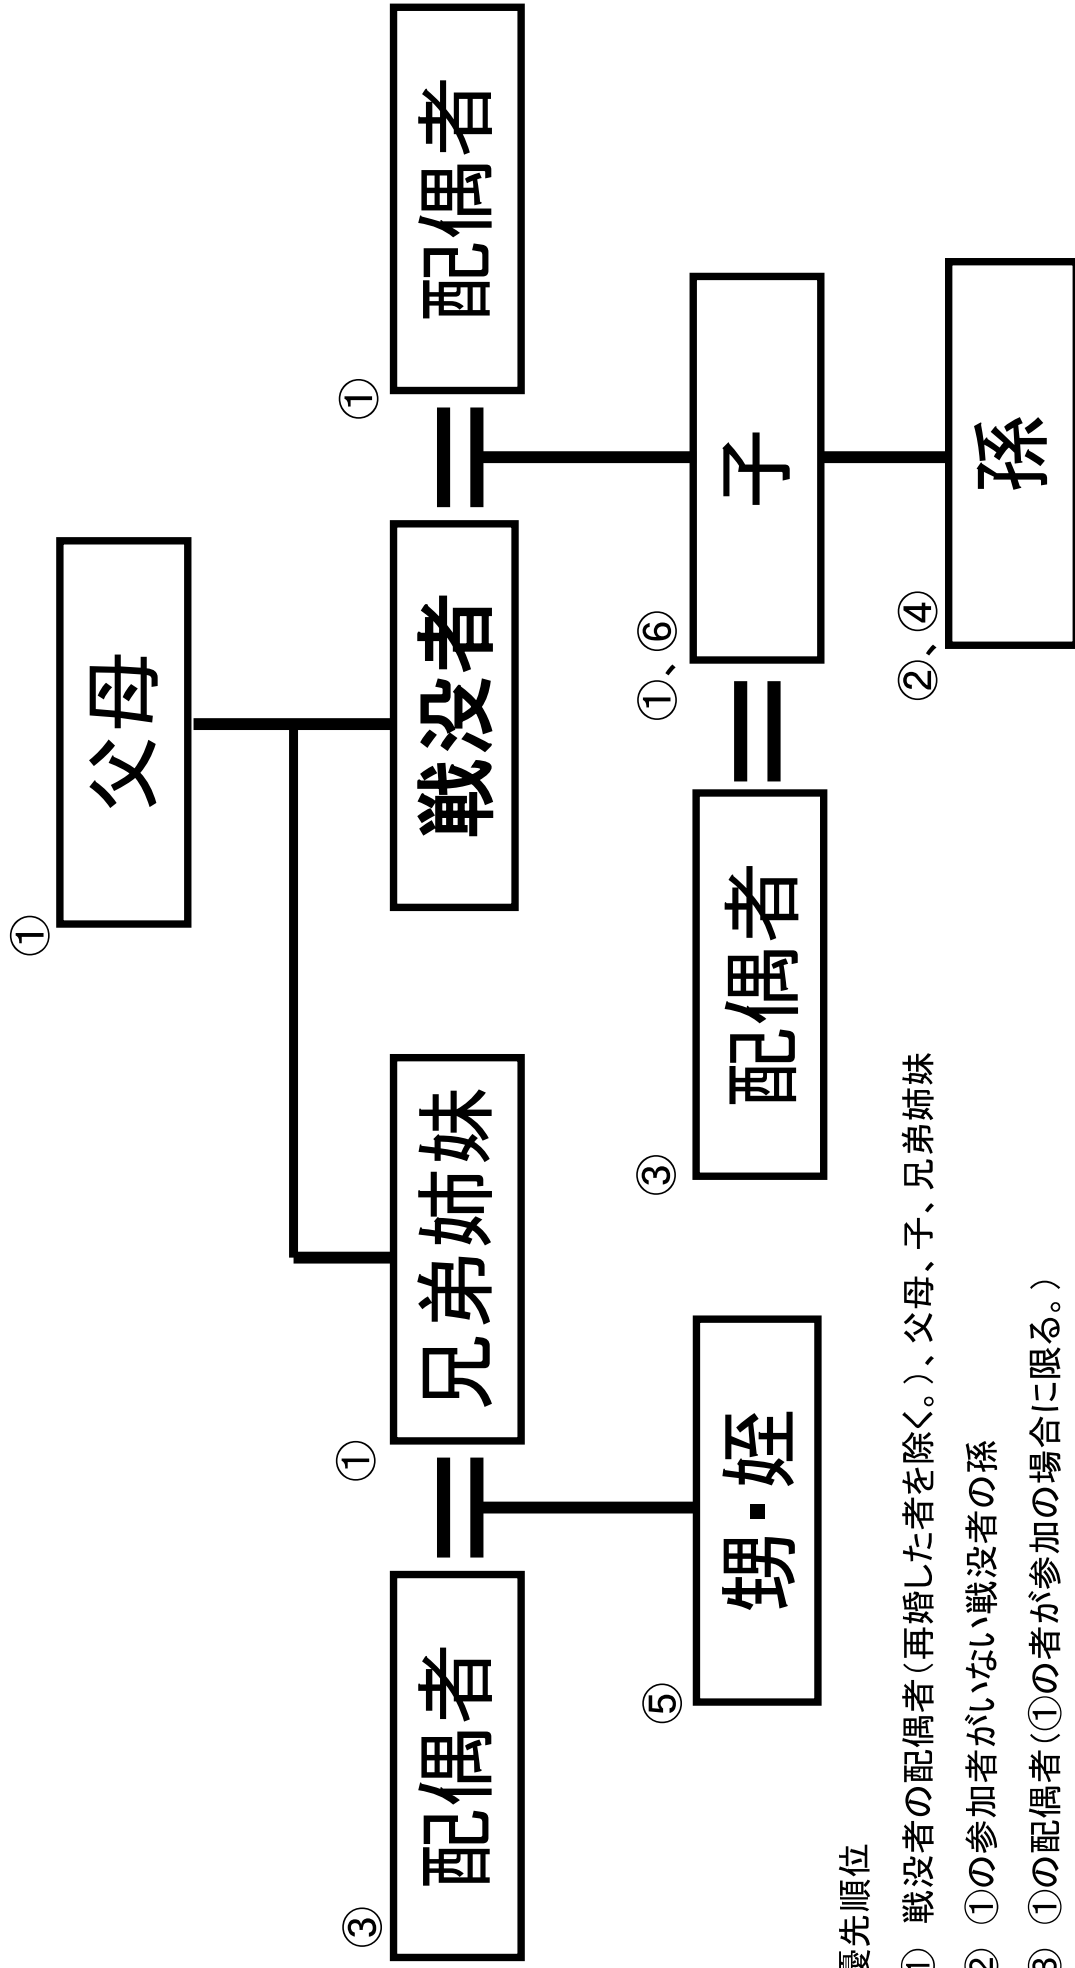 ①
父母
③
配偶者
①
兄弟姉妹
戦没者
①
配偶者
⑤
甥・姪
③
配偶者
①、⑥
子
②、④
孫
優先順位
① 戦没者の配偶者(再婚した者を除く。)、父母、子、兄弟姉妹
② ①の参加者がいない戦没者の孫
③ ①の配偶者(①の者が参加の場合に限る。)